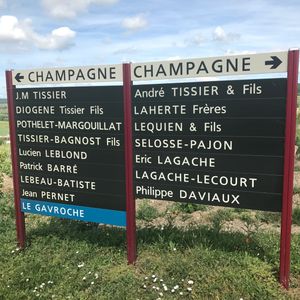 ← CHAMPAGNE
J.M TISSIER
DIOGENE Tissier Fils
POTHELET-MARGOUILLAT
TISSIER-BAGNOST Fils
Lucien LEBLOND
Patrick BARRÉ
LEBEAU-BATISTE
Jean PERNET
LE GAVROCHE
CHAMPAGNE →
André TISSIER & Fils
LAHERTE Frères
LEQUIEN & Fils
SELOSSE-PAJON
Eric LAGACHE
LAGACHE-LECOURT
Philippe DAVIAUX